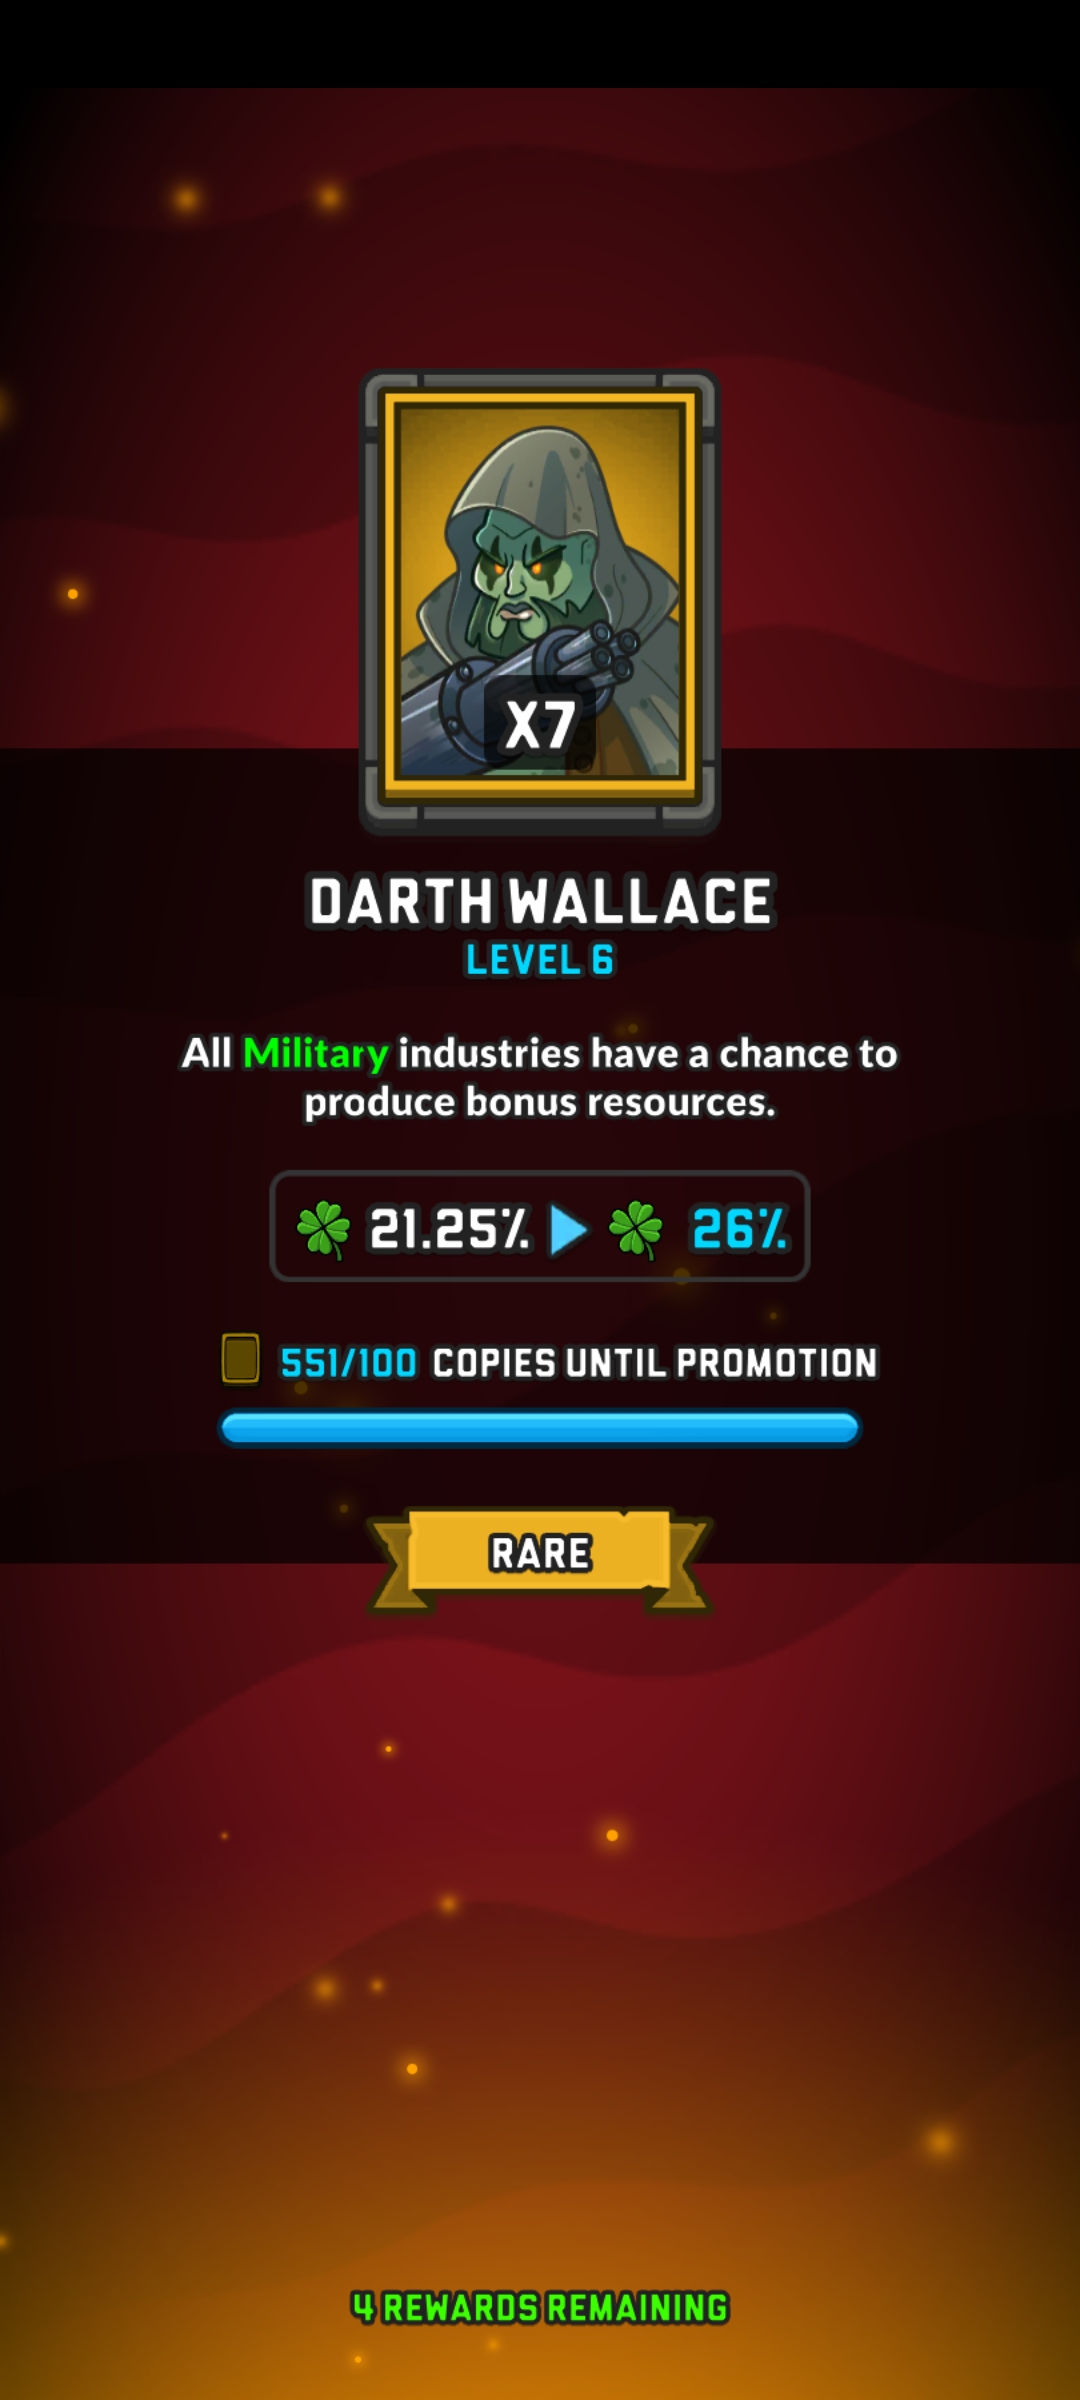 X7
DARTH WALLACE
LEVEL 6
All Military industries have a chance to
produce bonus resources.
21.25% 26%
551/100 COPIES UNTIL PROMOTION
RARE
4 REWARDS REMAINING